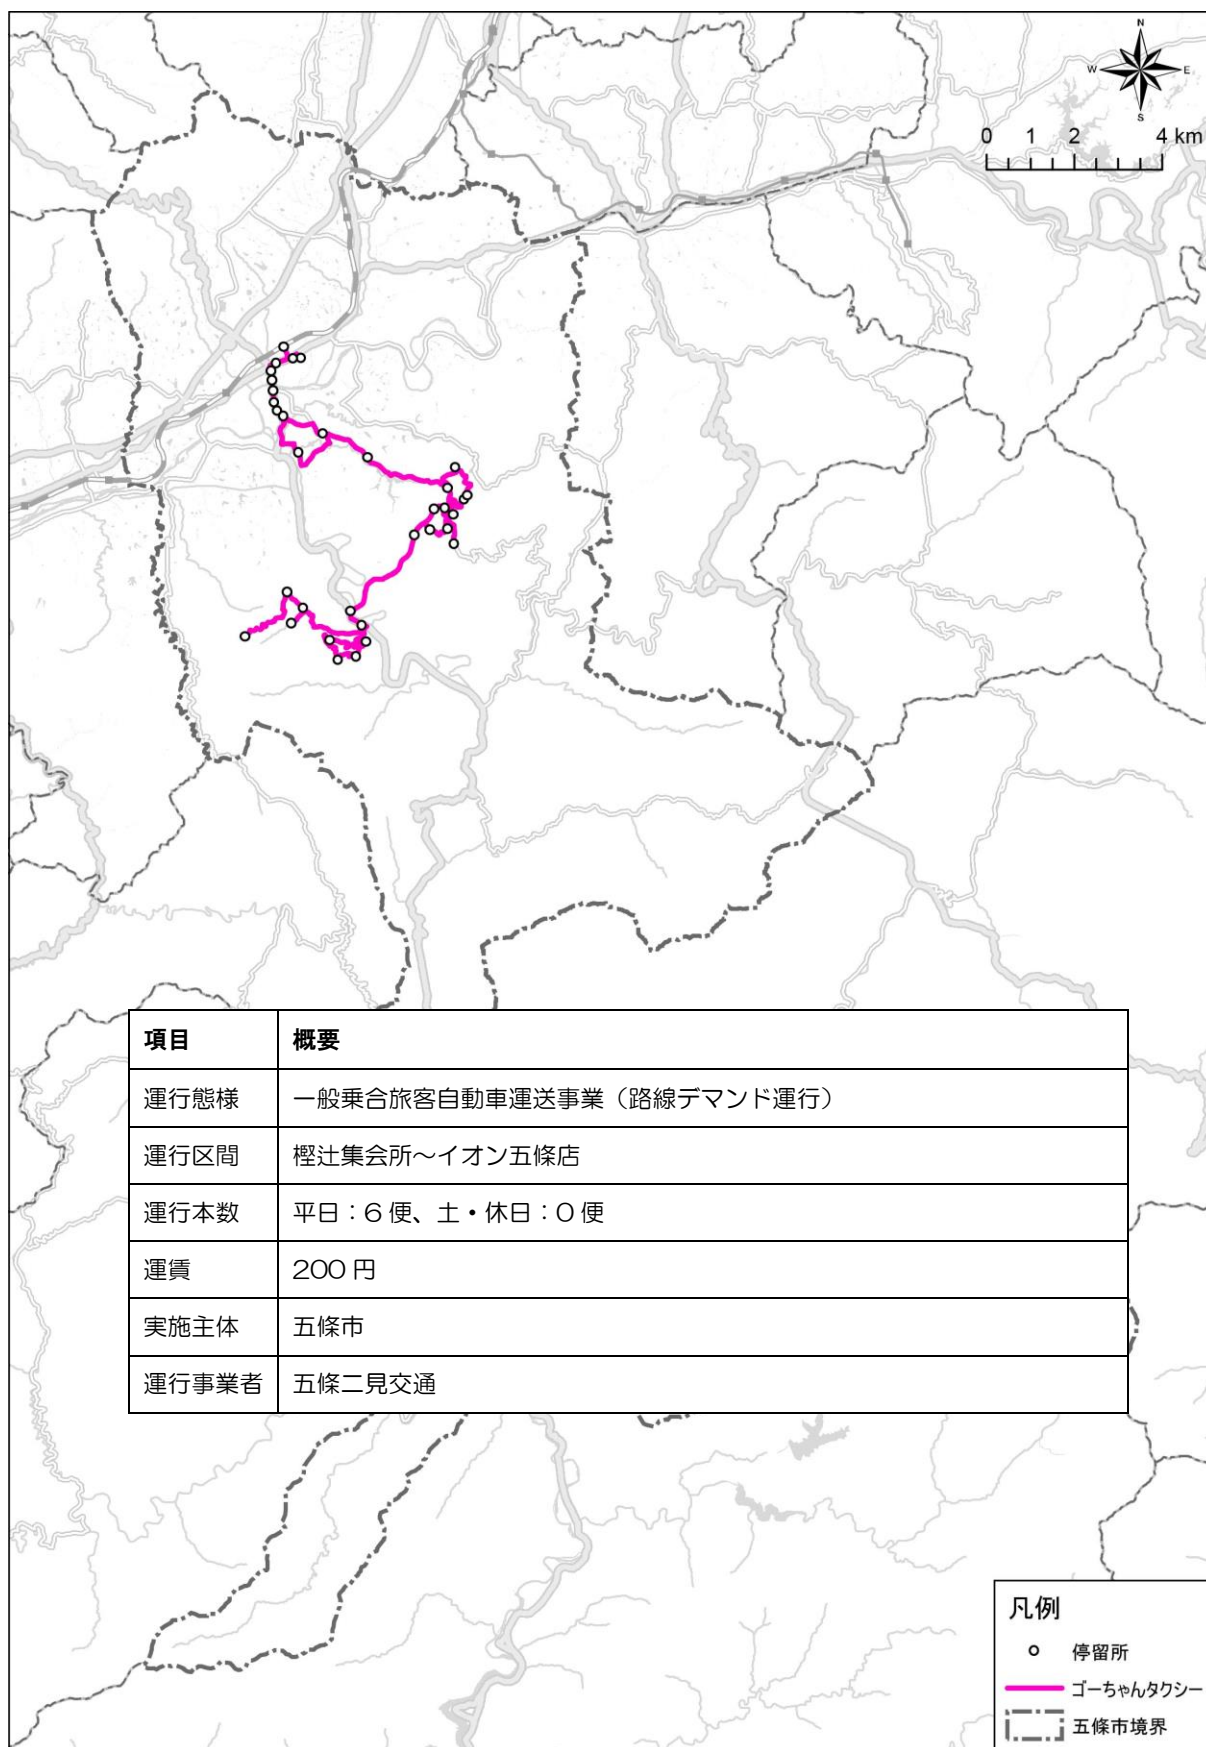 N
W E
S
0 1 2 4 km
項目 概要
運行態様 一般乗合旅客自動車運送事業（路線デマンド運行）
運行区間 樫辻集会所～イオン五條店
運行本数 平日：6 便、土・休日：0 便
運賃 200 円
実施主体 五條市
運行事業者 五條二見交通
凡例
停留所
ゴーちゃんタクシー
五條市境界